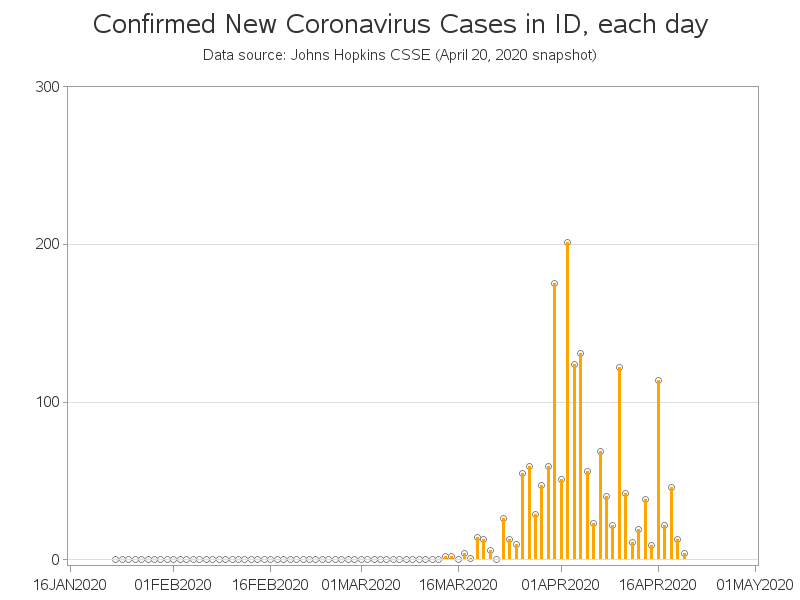 Confirmed New Coronavirus Cases in ID, each day
Data source: Johns Hopkins CSSE (April 20, 2020 snapshot)
300
200
100
0
16JAN2020 01FEB2020 16FEB2020 01MAR2020 16MAR2020 01APR2020 16APR2020 01MAY2020